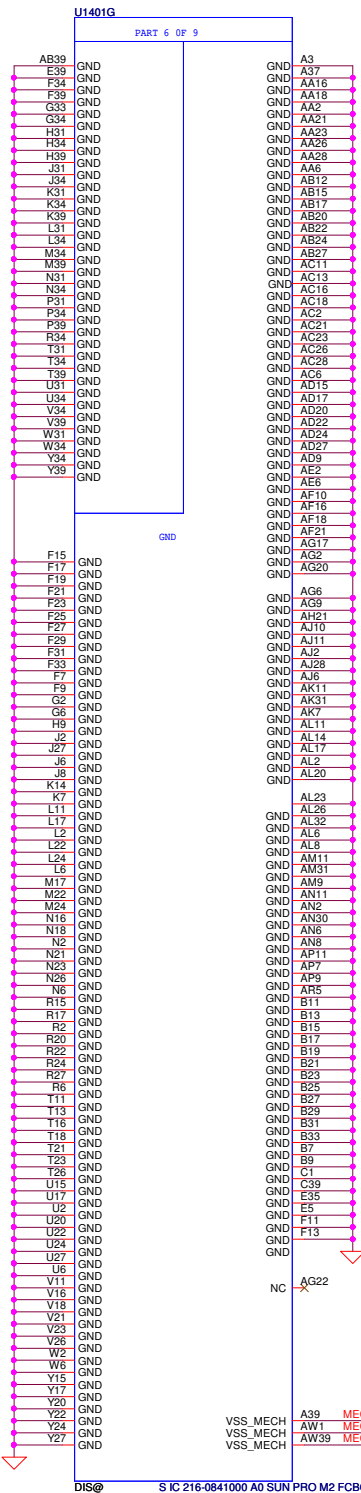 U1401G
PART 6 OF 9
AB39 GND
E39 GND
F34 GND
F39 GND
G33 GND
G34 GND
H31 GND
H34 GND
H39 GND
J31 GND
J34 GND
K31 GND
K34 GND
K39 GND
L31 GND
L34 GND
M34 GND
M39 GND
N31 GND
N34 GND
P31 GND
P34 GND
P39 GND
R34 GND
T31 GND
T34 GND
T39 GND
U31 GND
U34 GND
V34 GND
V39 GND
W31 GND
W34 GND
Y34 GND
Y39 GND
GND
F15 GND
F17 GND
F19 GND
F21 GND
F23 GND
F25 GND
F27 GND
F29 GND
F31 GND
F33 GND
F7 GND
F9 GND
G2 GND
G6 GND
H9 GND
J2 GND
J27 GND
J6 GND
J8 GND
K14 GND
K7 GND
L11 GND
L17 GND
L2 GND
L22 GND
L24 GND
L6 GND
M17 GND
M22 GND
M24 GND
N16 GND
N18 GND
N2 GND
N21 GND
N23 GND
N26 GND
N6 GND
R15 GND
R17 GND
R2 GND
R20 GND
R22 GND
R24 GND
R27 GND
R6 GND
T11 GND
T13 GND
T16 GND
T18 GND
T21 GND
T23 GND
T26 GND
U15 GND
U17 GND
U2 GND
U20 GND
U22 GND
U24 GND
U27 GND
U6 GND
V11 GND
V16 GND
V18 GND
V21 GND
V23 GND
V26 GND
W2 GND
W6 GND
Y15 GND
Y17 GND
Y20 GND
Y22 GND
Y24 GND
Y27 GND
GND A3
GND A37
GND AA16
GND AA18
GND AA2
GND AA21
GND AA23
GND AA26
GND AA28
GND AA6
GND AB12
GND AB15
GND AB17
GND AB20
GND AB22
GND AB24
GND AB27
GND AC11
GND AC13
GND AC16
GND AC18
GND AC2
GND AC21
GND AC23
GND AC26
GND AC28
GND AC6
GND AD15
GND AD17
GND AD20
GND AD22
GND AD24
GND AD27
GND AD9
GND AE2
GND AE6
GND AF10
GND AF16
GND AF18
GND AF21
GND AG17
GND AG2
GND AG20
GND AG6
GND AG9
GND AH21
GND AJ10
GND AJ11
GND AJ2
GND AJ28
GND AJ6
GND AK11
GND AK31
GND AK7
GND AL11
GND AL14
GND AL17
GND AL2
GND AL20
GND AL23
GND AL26
GND AL32
GND AL6
GND AL8
GND AM11
GND AM31
GND AM9
GND AN11
GND AN2
GND AN30
GND AN6
GND AN8
GND AP11
GND AP7
GND AP9
GND AR5
GND B11
GND B13
GND B15
GND B17
GND B19
GND B21
GND B23
GND B25
GND B27
GND B29
GND B31
GND B33
GND B7
GND B9
GND C1
GND C39
GND E35
GND E5
GND F11
GND F13
NC AG22
VSS_MECH A39
VSS_MECH AW1
VSS_MECH AW39
DIS@
S IC 216-0841000 A0 SUN PRO M2